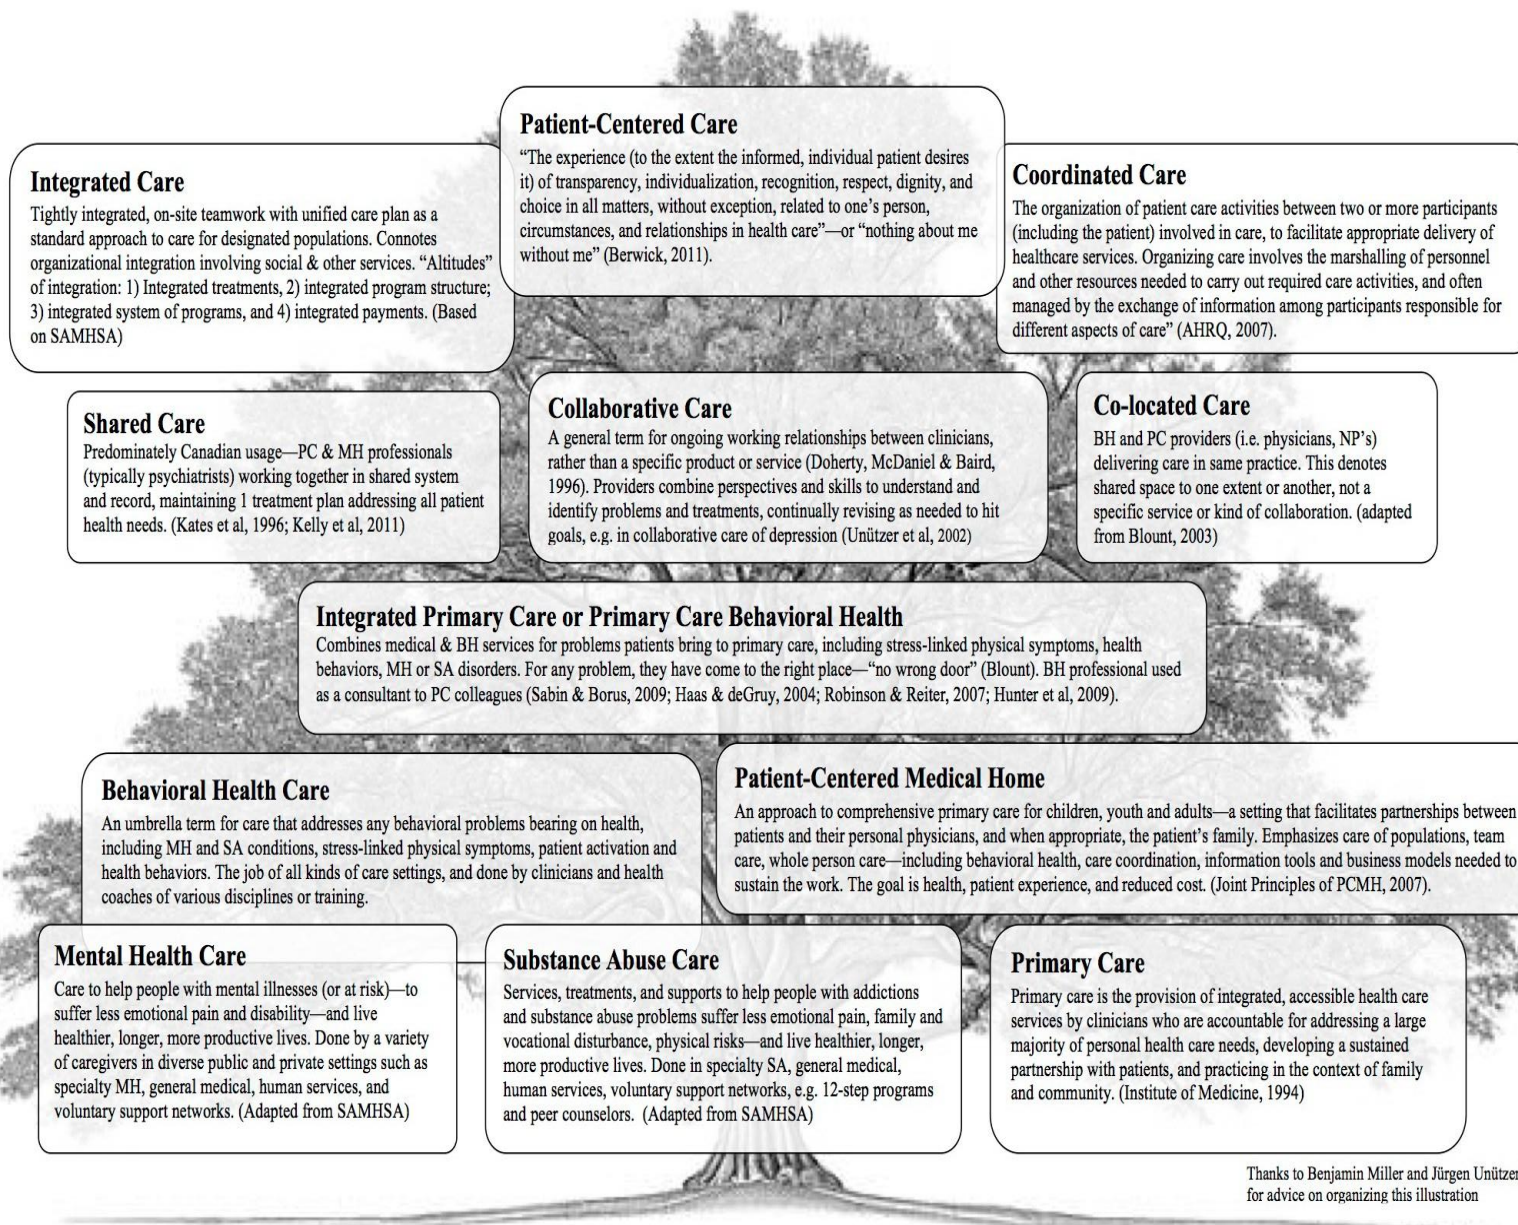 Patient-Centered Care
“The experience (to the extent the informed, individual patient desires
it) of transparency, individualization, recognition, respect, dignity, and
choice in all matters, without exception, related to one’s person,
circumstances, and relationships in health care”—or “nothing about me
without me” (Berwick, 2011).
Integrated Care
Tightly integrated, on-site teamwork with unified care plan as a
standard approach to care for designated populations. Connotes
organizational integration involving social & other services. “Altitudes”
of integration: 1) Integrated treatments, 2) integrated program structure;
3) integrated system of programs, and 4) integrated payments. (Based
on SAMHSA)
Coordinated Care
The organization of patient care activities between two or more participants
(including the patient) involved in care, to facilitate appropriate delivery of
healthcare services. Organizing care involves the marshalling of personnel
and other resources needed to carry out required care activities, and often
managed by the exchange of information among participants responsible for
different aspects of care” (AHRQ, 2007).
Shared Care
Predominately Canadian usage—PC & MH professionals
(typically psychiatrists) working together in shared system
and record, maintaining 1 treatment plan addressing all patient
health needs. (Kates et al, 1996; Kelly et al, 2011)
Collaborative Care
A general term for ongoing working relationships between clinicians,
rather than a specific product or service (Doherty, McDaniel & Baird,
1996). Providers combine perspectives and skills to understand and
identify problems and treatments, continually revising as needed to hit
goals, e.g. in collaborative care of depression (Unützer et al, 2002)
Co-located Care
BH and PC providers (i.e. physicians, NP’s)
delivering care in same practice. This denotes
shared space to one extent or another, not a
specific service or kind of collaboration. (adapted
from Blount, 2003)
Integrated Primary Care or Primary Care Behavioral Health
Combines medical & BH services for problems patients bring to primary care, including stress-linked physical symptoms, health
behaviors, MH or SA disorders. For any problem, they have come to the right place—“no wrong door” (Blount). BH professional used
as a consultant to PC colleagues (Sabin & Borus, 2009; Haas & deGruy, 2004; Robinson & Reiter, 2007; Hunter et al, 2009).
Behavioral Health Care
An umbrella term for care that addresses any behavioral problems bearing on health,
including MH and SA conditions, stress-linked physical symptoms, patient activation and
health behaviors. The job of all kinds of care settings, and done by clinicians and health
coaches of various disciplines or training.
Patient-Centered Medical Home
An approach to comprehensive primary care for children, youth and adults—a setting that facilitates partnerships between
patients and their personal physicians, and when appropriate, the patient’s family. Emphasizes care of populations, team
care, whole person care—including behavioral health, care coordination, information tools and business models needed to
sustain the work. The goal is health, patient experience, and reduced cost. (Joint Principles of PCMH, 2007).
Mental Health Care
Care to help people with mental illnesses (or at risk)—to
suffer less emotional pain and disability—and live
healthier, longer, more productive lives. Done by a variety
of caregivers in diverse public and private settings such as
specialty MH, general medical, human services, and
voluntary support networks. (Adapted from SAMHSA)
Substance Abuse Care
Services, treatments, and supports to help people with addictions
and substance abuse problems suffer less emotional pain, family and
vocational disturbance, physical risks—and live healthier, longer,
more productive lives. Done in specialty SA, general medical,
human services, voluntary support networks, e.g. 12-step programs
and peer counselors. (Adapted from SAMHSA)
Primary Care
Primary care is the provision of integrated, accessible health care
services by clinicians who are accountable for addressing a large
majority of personal health care needs, developing a sustained
partnership with patients, and practicing in the context of family
and community. (Institute of Medicine, 1994)
Thanks to Benjamin Miller and Jürgen Unützer
for advice on organizing this illustration